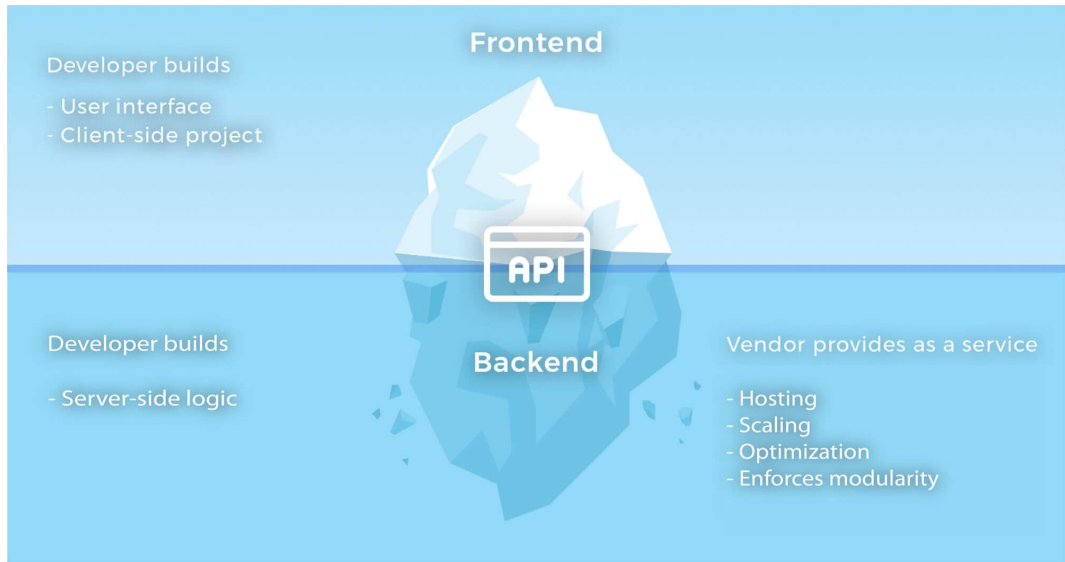 Frontend
Developer builds
- User interface
- Client-side project
API
Backend
Developer builds
- Server-side logic
Vendor provides as a service
- Hosting
- Scaling
- Optimization
- Enforces modularity